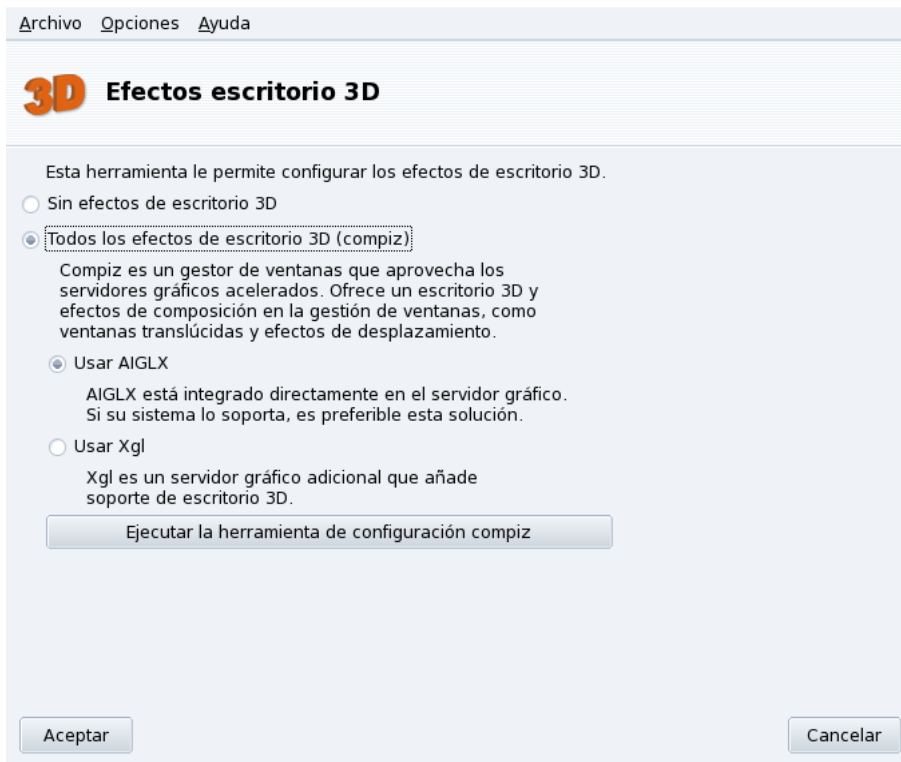 Archivo Opciones Ayuda
3D Efectos escritorio 3D
Esta herramienta le permite configurar los efectos de escritorio 3D.
Sin efectos de escritorio 3D
Todos los efectos de escritorio 3D (compiz)
Compiz es un gestor de ventanas que aprovecha los
servidores gráficos acelerados. Ofrece un escritorio 3D y
efectos de composición en la gestión de ventanas, como
ventanas translúcidas y efectos de desplazamiento.
Usar AIGLX
AIGLX está integrado directamente en el servidor gráfico.
Si su sistema lo soporta, es preferible esta solución.
Usar Xgl
Xgl es un servidor gráfico adicional que añade
soporte de escritorio 3D.
Ejecutar la herramienta de configuración compiz
Aceptar Cancelar